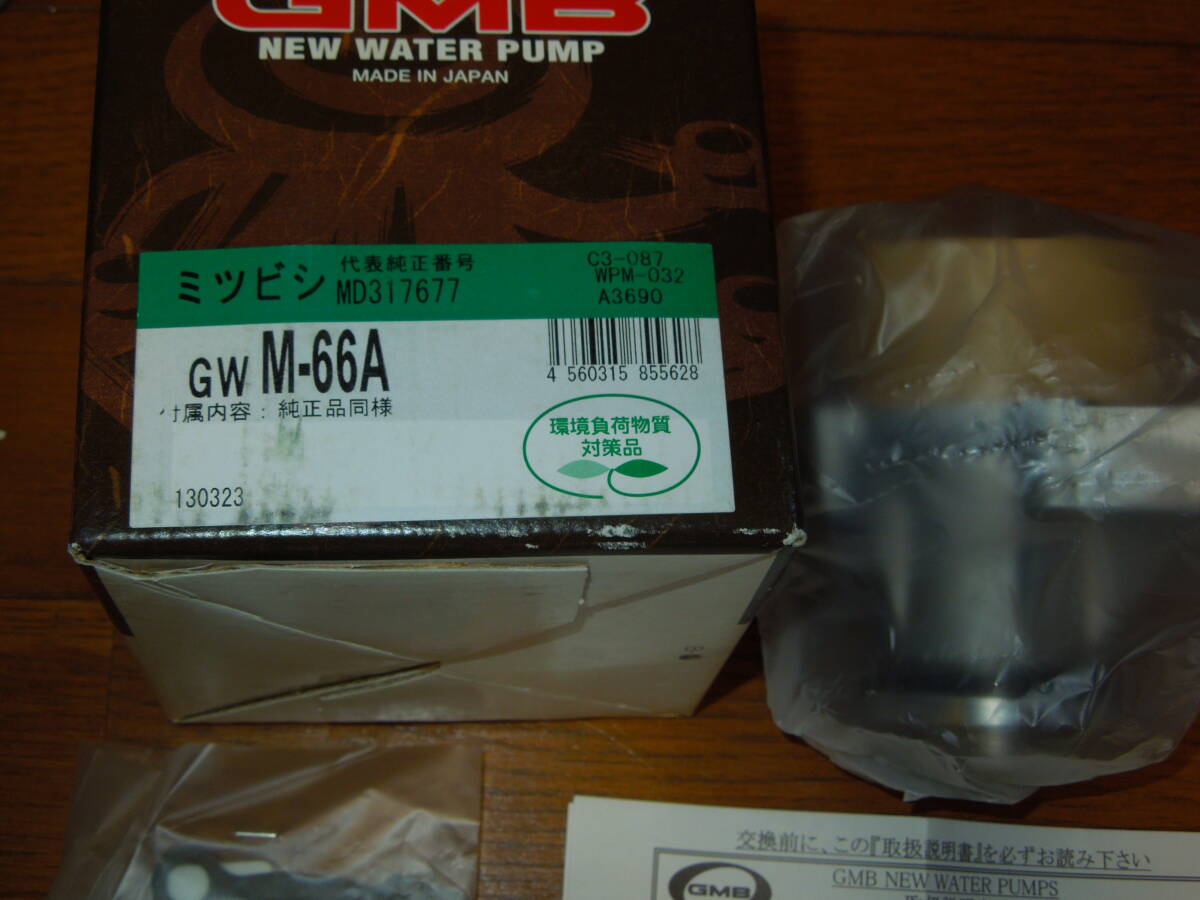 GMB
NEW WATER PUMP
MADE IN JAPAN
ミツビシ
代表純正番号
MD317677
C3-087
WPM-032
A3690
GW M-66A
4 560315 855628
付属内容：純正品同様
環境負荷物質
対策品
130323
交換前に、この『取扱説明書』を必ずお読み下さい
GMB
GMB NEW WATER PUMPS